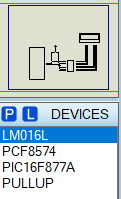 P L DEVICES
LM016L
PCF8574
PIC16F877A
PULLUP